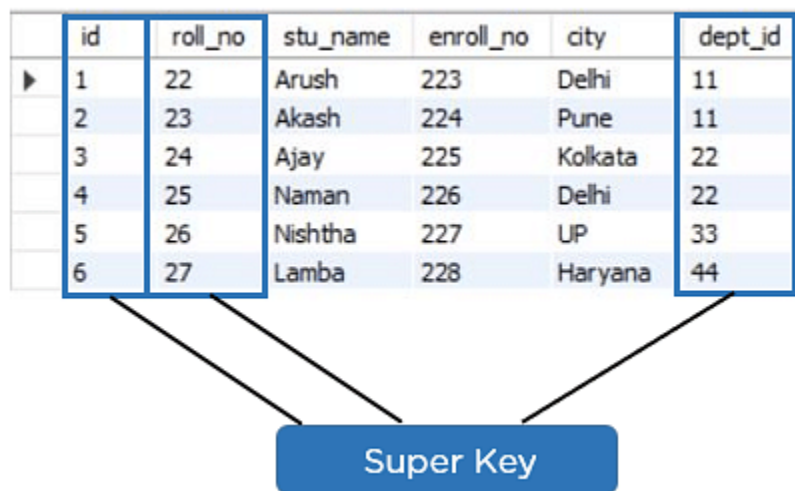 id roll_no stu_name enroll_no city dept_id
1 22 Arush 223 Delhi 11
2 23 Akash 224 Pune 11
3 24 Ajay 225 Kolkata 22
4 25 Naman 226 Delhi 22
5 26 Nishtha 227 UP 33
6 27 Lamba 228 Haryana 44
Super Key